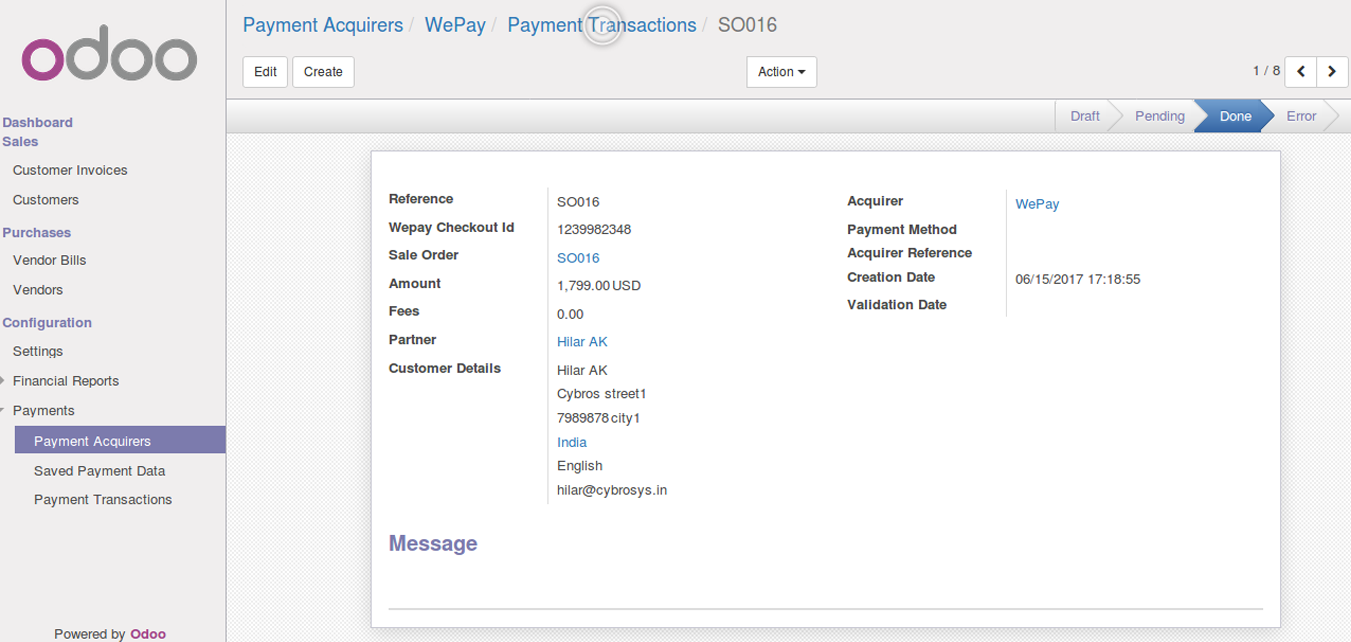 odoo
Payment Acquirers / WePay / Payment Transactions / SO016
Edit Create Action 1 / 8
Draft Pending Done Error
Dashboard
Sales
Customer Invoices
Customers
Purchases
Vendor Bills
Vendors
Configuration
Settings
Financial Reports
Payments
Payment Acquirers
Saved Payment Data
Payment Transactions
Powered by Odoo
Reference SO016
Wepay Checkout Id 1239982348
Sale Order SO016
Amount 1,799.00 USD
Fees 0.00
Partner Hilar AK
Customer Details Hilar AK
Cybros street1
7989878 city1
India
English
hilar@cybrosys.in
Acquirer WePay
Payment Method
Acquirer Reference
Creation Date 06/15/2017 17:18:55
Validation Date
Message